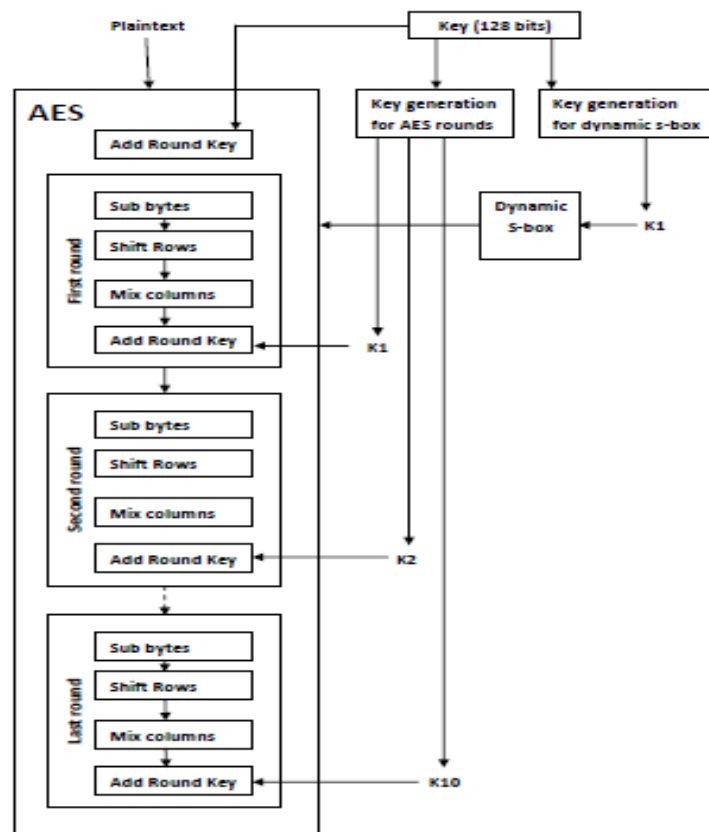 Plaintext
Key (128 bits)
AES
Key generation
for AES rounds
Key generation
for dynamic s-box
Add Round Key
First round
Sub bytes
Shift Rows
Mix columns
Add Round Key
Dynamic
S-box
K1
K1
Second round
Sub bytes
Shift Rows
Mix columns
Add Round Key
K2
Last round
Sub bytes
Shift Rows
Mix columns
Add Round Key
K10